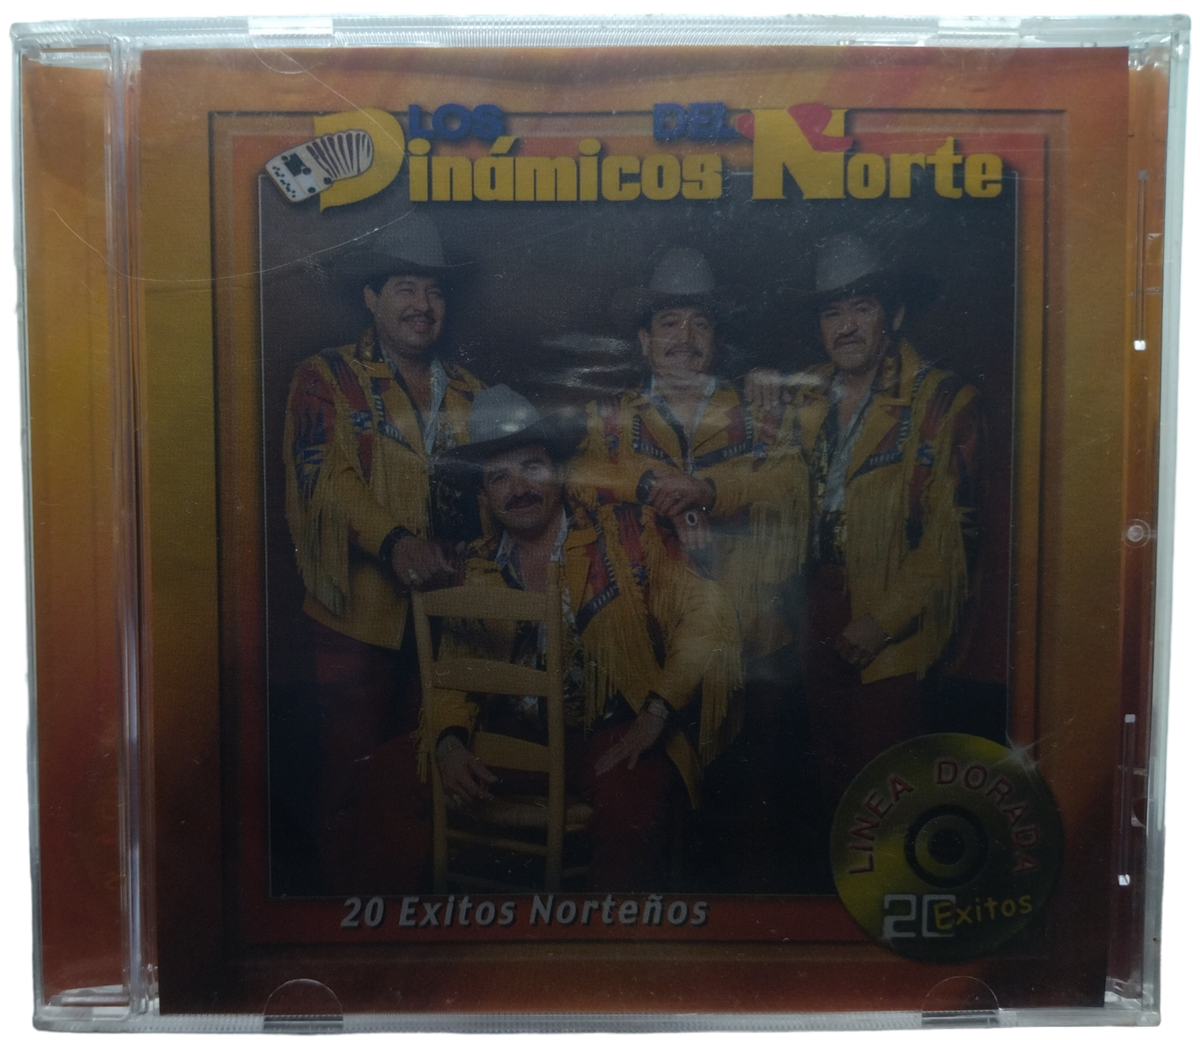 LOS DEL
Dinámicos Norte
20 Exitos Norteños
LINEA DORADA
20 Exitos